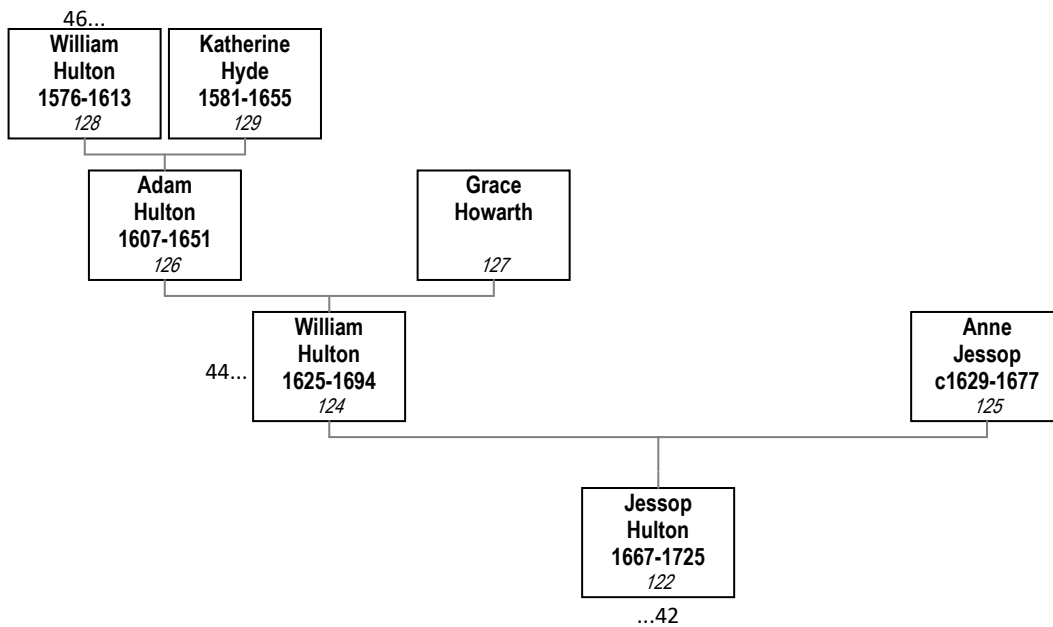 46...
William
Hulton
1576-1613
128
Katherine
Hyde
1581-1655
129
Adam
Hulton
1607-1651
126
Grace
Howarth
127
44...
William
Hulton
1625-1694
124
Anne
Jessop
c1629-1677
125
Jessop
Hulton
1667-1725
122
...42